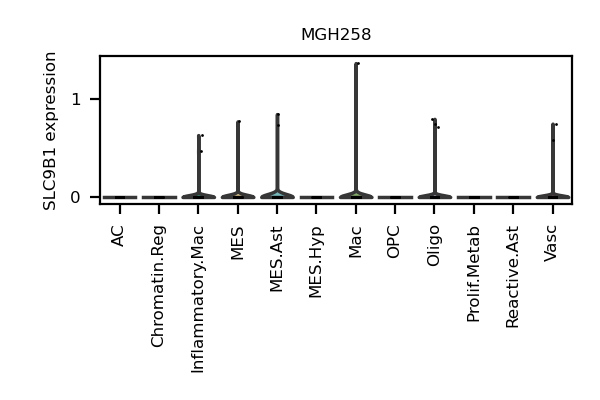 MGH258
SLC9B1 expression
1
0
AC
Chromatin.Reg
Inflammatory.Mac
MES
MES.Ast
MES.Hyp
Mac
OPC
Oligo
Prolif.Metab
Reactive.Ast
Vasc